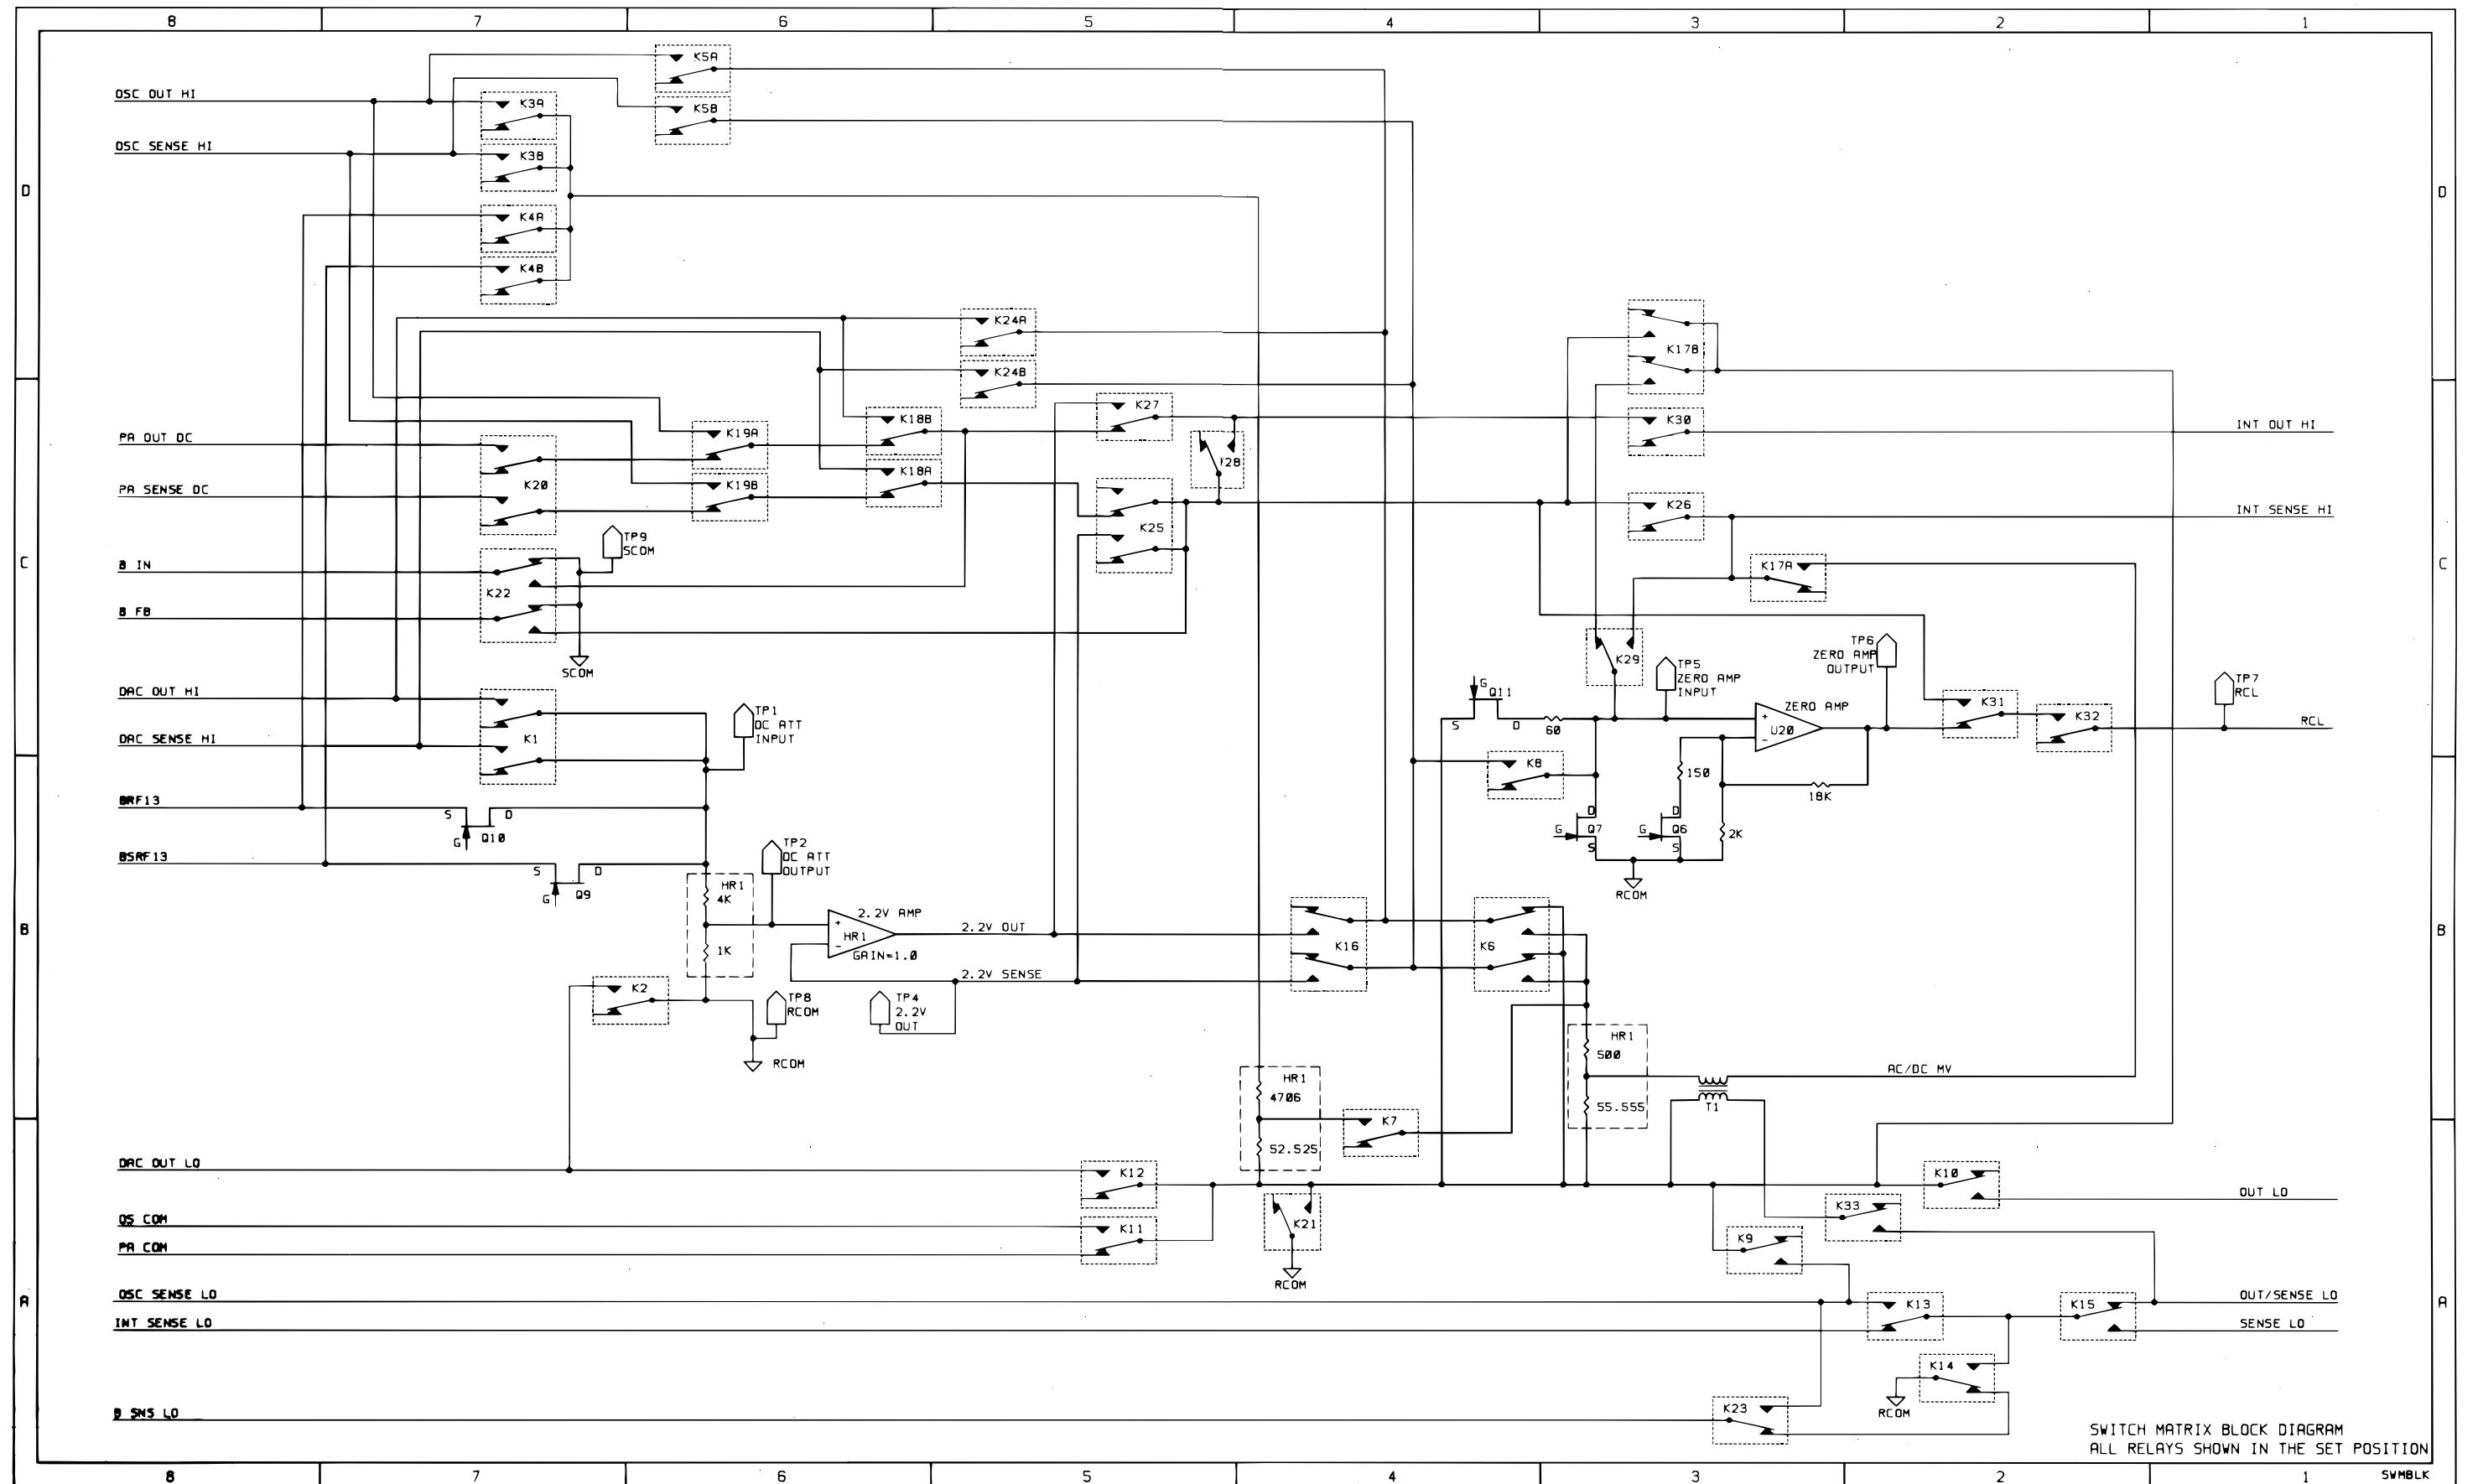 8 7 6 5 4 3 2 1
K5A
OSC OUT HI
K3A
K5B
OSC SENSE HI
K3B
D
D
K4A
K4B
K24A
K17B
K24B
K27
K18B
K30
PA OUT DC
K19A
INT OUT HI
K28
K18A
K20
PA SENSE DC
K19B
K26
INT SENSE HI
K25
TP9
SCOM
C
B IN
K17A
C
K22
B FB
TP6
ZERO AMP
OUTPUT
K29
SCOM
TP5
ZERO AMP
INPUT
TP7
RCL
DAC OUT HI
G
Q11
K31
TP1
DC ATT
INPUT
ZERO AMP
K32
S
D
60
+
U20
-
RCL
DAC SENSE HI
K1
K8
150
18K
BRF13
S
D
G
Q10
D
G
Q7
S
D
G
Q6
S
2K
TP2
DC ATT
OUTPUT
BSRF13
S
D
G
Q9
HR1
4K
RCOM
2.2V AMP
+
HR1
-
2.2V OUT
B
B
1K
GAIN=1.0
K16
K6
2.2V SENSE
K2
TP8
RCOM
TP4
2.2V
OUT
HR1
500
RCOM
AC/DC MV
HR1
4706
55.555
T1
K7
52.525
DAC OUT LO
K12
K10
OUT LO
K33
OS COM
K11
K21
K9
PA COM
RCOM
OSC SENSE LO
A
K13
K15
OUT/SENSE LO
A
INT SENSE LO
SENSE LO
K14
RCOM
K23
B SNS LO
SWITCH MATRIX BLOCK DIAGRAM
ALL RELAYS SHOWN IN THE SET POSITION
8 7 6 5 4 3 2 1
SWMBLK